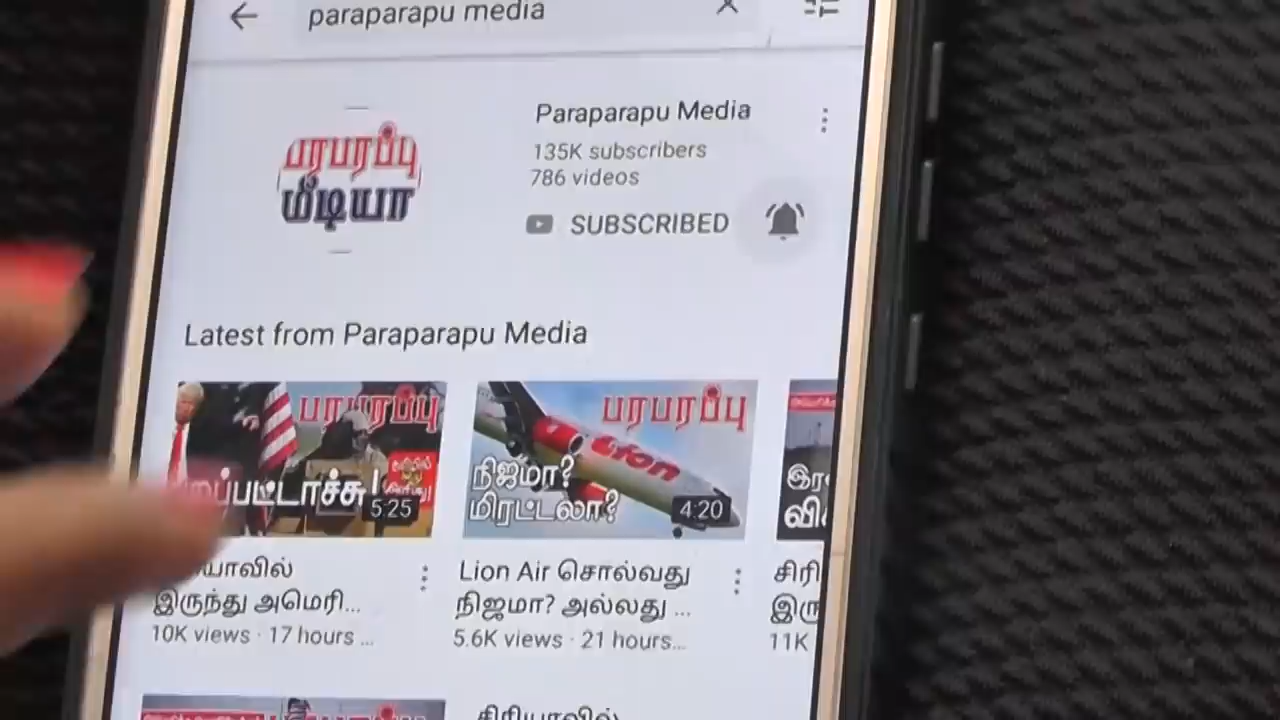 paraparapu media
பரபரப்பு
மீடியா
Paraparapu Media
135K subscribers
786 videos
SUBSCRIBED
Latest from Paraparapu Media
பரபரப்பு
5:25
பரபரப்பு
Lion
நிஜமா?
மிரட்டலா?
4:20
இருந்து அமெரி...
10K views · 17 hours ...
Lion Air சொல்வது
நிஜமா? அல்லது ...
5.6K views · 21 hours...
11K
சிரியாவில்